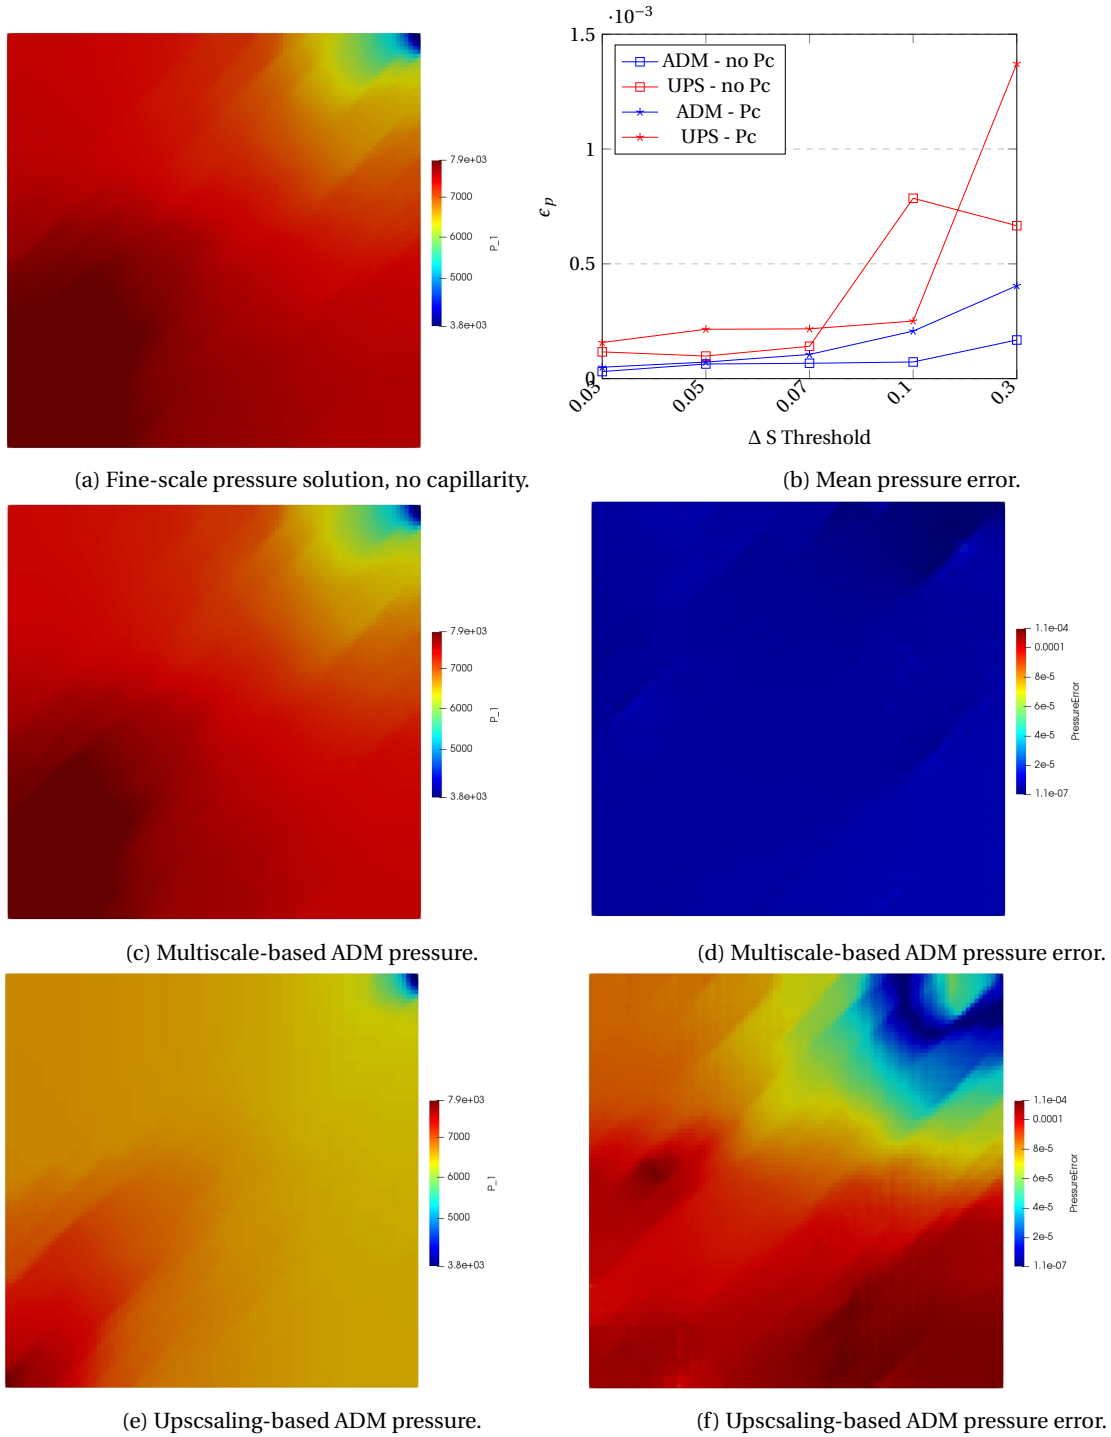 ·10⁻³
1.5
1
0.5
0
ϵp
ADM - no Pc
UPS - no Pc
ADM - Pc
UPS - Pc
0.03
0.05
0.07
0.1
0.3
Δ S Threshold
7.9e+03
7000
6000
5000
3.8e+03
P_1
(a) Fine-scale pressure solution, no capillarity.
(b) Mean pressure error.
7.9e+03
7000
6000
5000
3.8e+03
P_1
1.1e-04
0.0001
8e-5
6e-5
4e-5
2e-5
1.1e-07
PressureError
(c) Multiscale-based ADM pressure.
(d) Multiscale-based ADM pressure error.
7.9e+03
7000
6000
5000
3.8e+03
P_1
1.1e-04
0.0001
8e-5
6e-5
4e-5
2e-5
1.1e-07
PressureError
(e) Upscsaling-based ADM pressure.
(f) Upscsaling-based ADM pressure error.